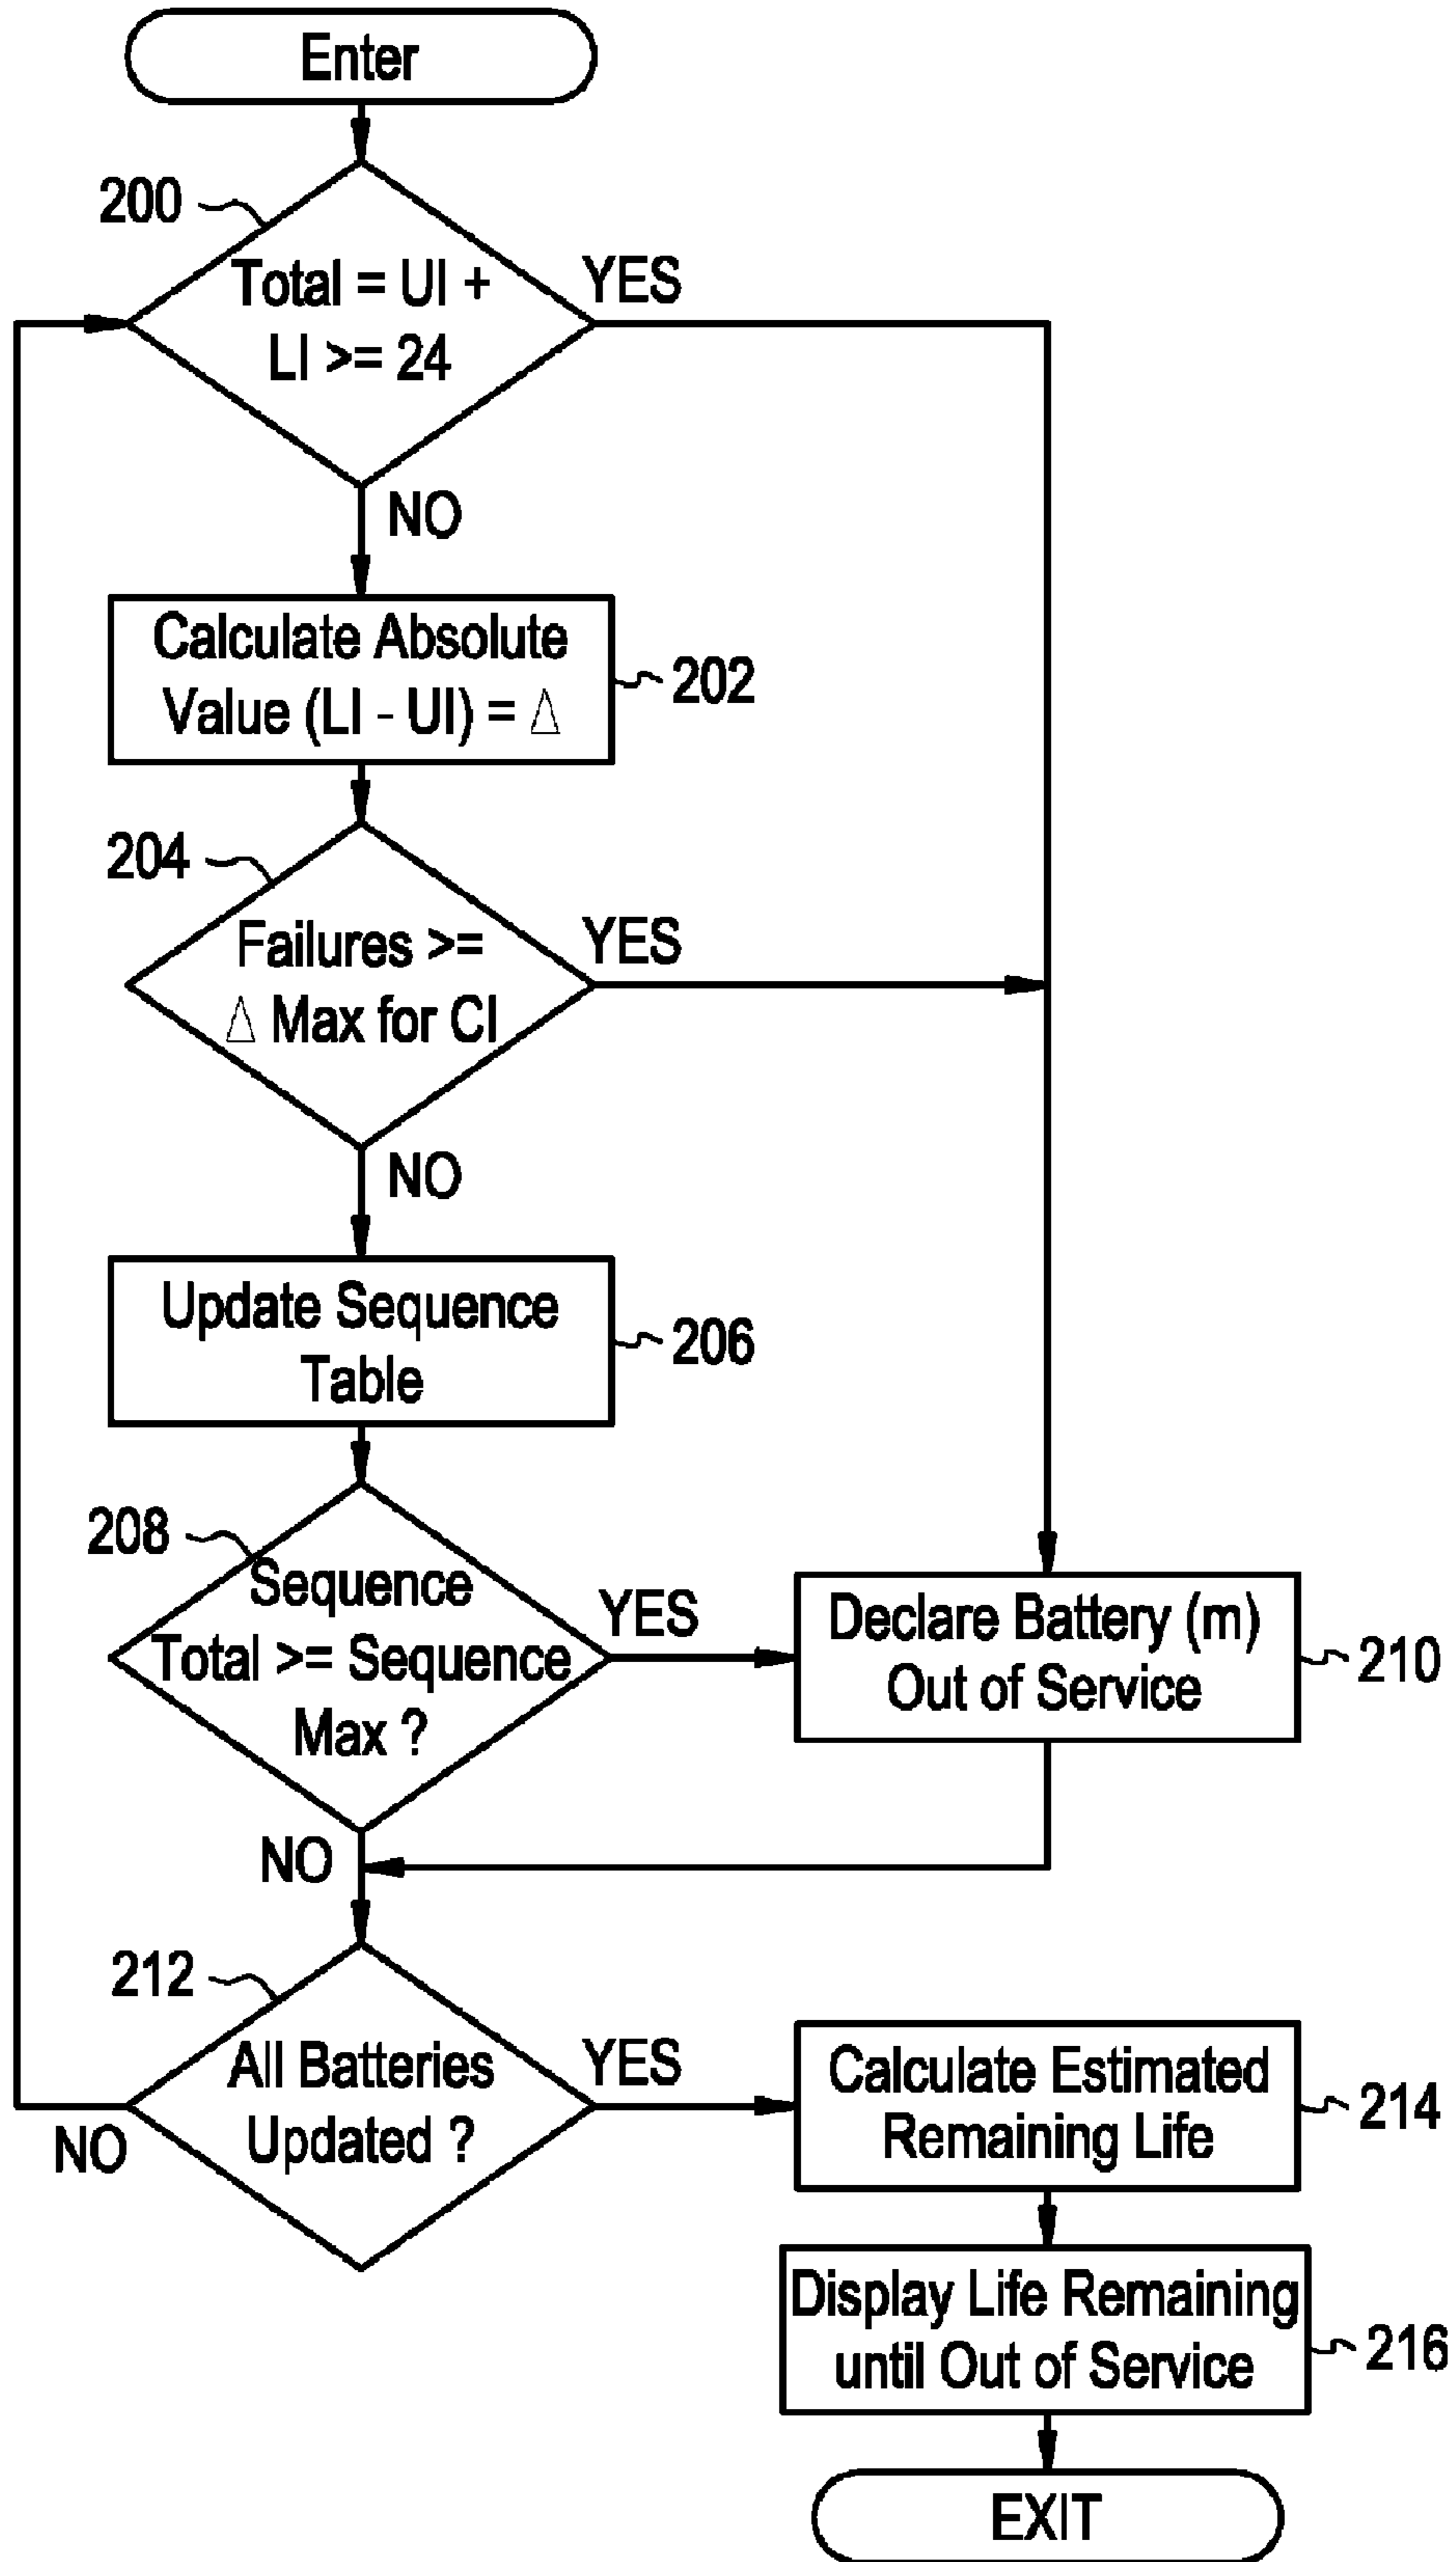 Enter
200
Total = UI +
LI >= 24
YES
NO
Calculate Absolute
Value (LI - UI) = Δ
202
204
Failures >=
Δ Max for CI
YES
NO
Update Sequence
Table
206
208
Sequence
Total >= Sequence
Max ?
YES
Declare Battery (m)
Out of Service
210
NO
212
All Batteries
Updated ?
YES
NO
Calculate Estimated
Remaining Life
214
Display Life Remaining
until Out of Service
216
EXIT